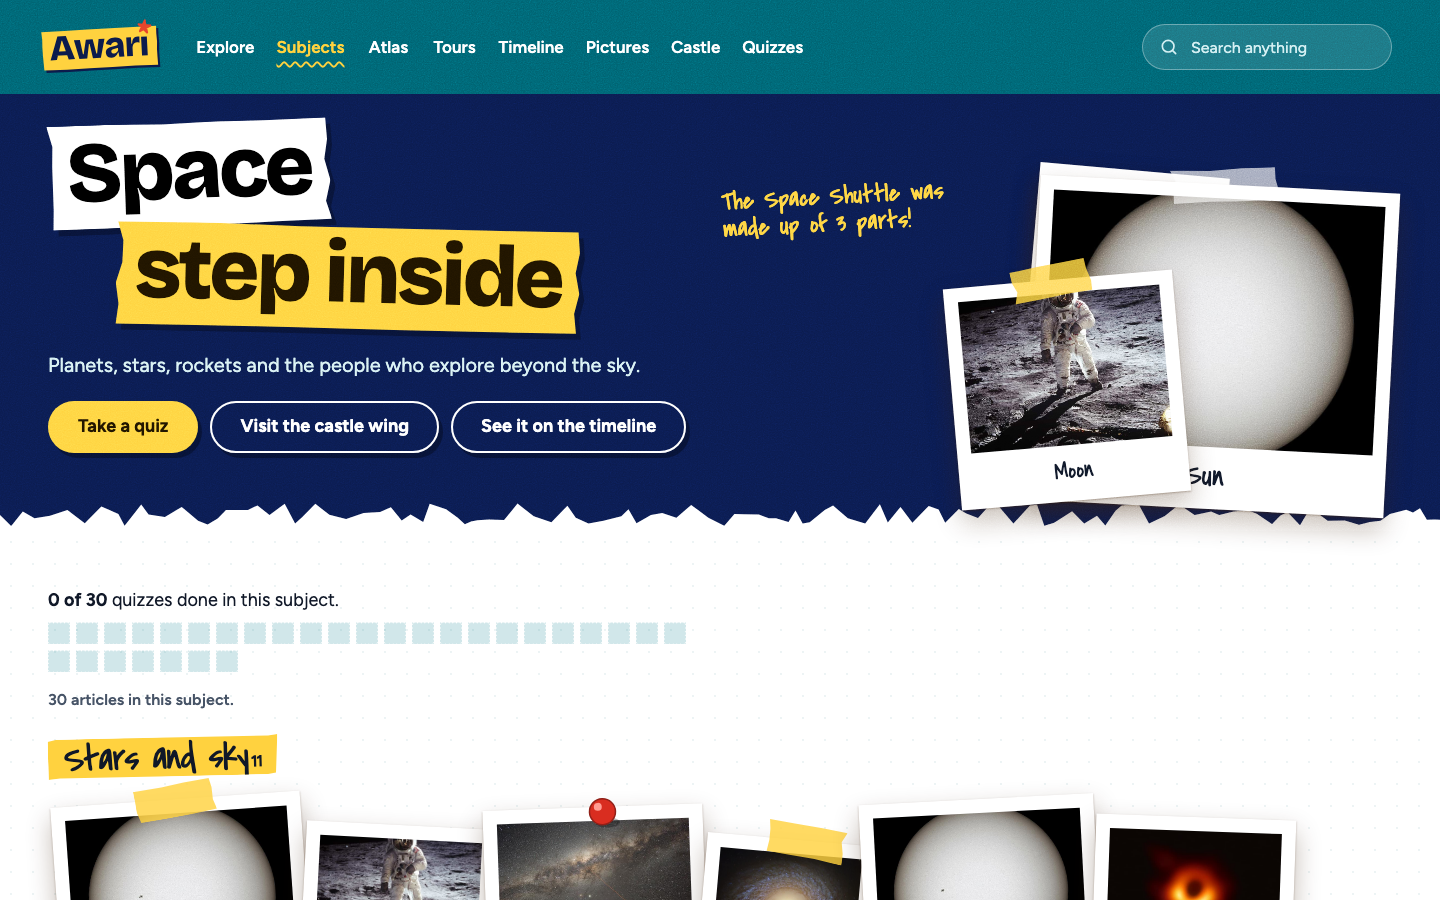 Awari
Explore
Subjects
Atlas
Tours
Timeline
Pictures
Castle
Quizzes
Search anything
Space
step inside
The Space Shuttle was
made up of 3 parts!
Planets, stars, rockets and the people who explore beyond the sky.
Take a quiz
Visit the castle wing
See it on the timeline
Moon
Sun
0 of 30 quizzes done in this subject.
30 articles in this subject.
Stars and sky 11